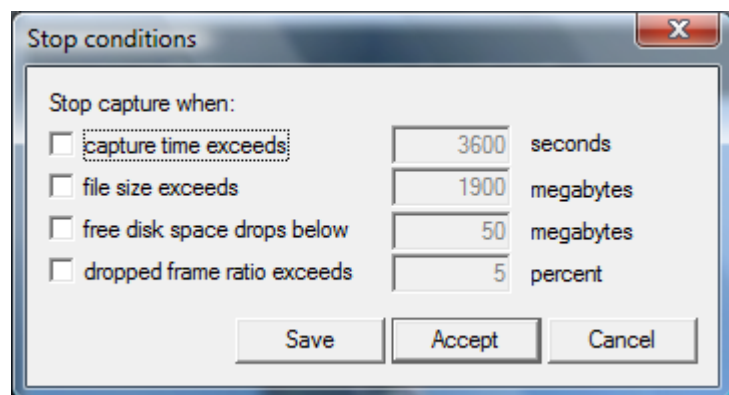 Stop conditions
Stop capture when:
capture time exceeds 3600 seconds
file size exceeds 1900 megabytes
free disk space drops below 50 megabytes
dropped frame ratio exceeds 5 percent
Save Accept Cancel